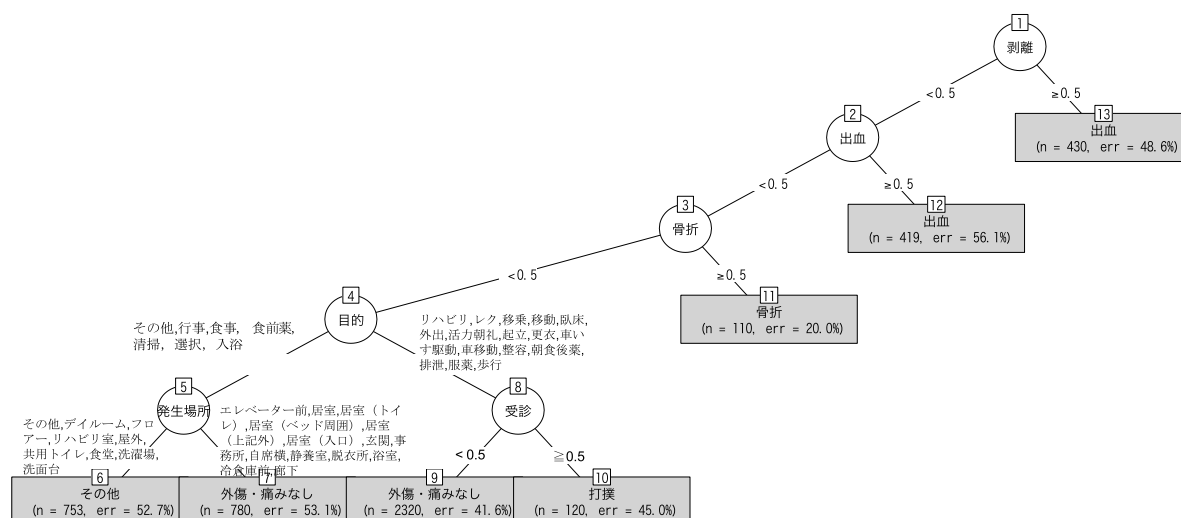 1
剥離
<0.5
≥0.5
2
出血
13
出血
(n = 430, err = 48.6%)
<0.5
≥0.5
3
骨折
12
出血
(n = 419, err = 56.1%)
<0.5
≥0.5
4
目的
11
骨折
(n = 110, err = 20.0%)
その他,行事,食事, 食前薬,
清掃, 選択, 入浴
リハビリ,レク,移乗,移動,臥床,
外出,活力朝礼,起立,更衣,車い
す駆動,車移動,整容,朝食後薬,
排泄,服薬,歩行
5
発生場所
8
受診
その他,デイルーム,フロ
アー,リハビリ室,屋外,
共用トイレ,食堂,洗濯場,
洗面台
エレベーター前,居室,居室（トイ
レ）,居室（ベッド周囲）,居室
（上記外）,居室（入口）,玄関,事
務所,自席横,静養室,脱衣所,浴室,
冷食庫前,廊下
<0.5
≧0.5
6
その他
(n = 753, err = 52.7%)
7
外傷・痛みなし
(n = 780, err = 53.1%)
9
外傷・痛みなし
(n = 2320, err = 41.6%)
10
打撲
(n = 120, err = 45.0%)